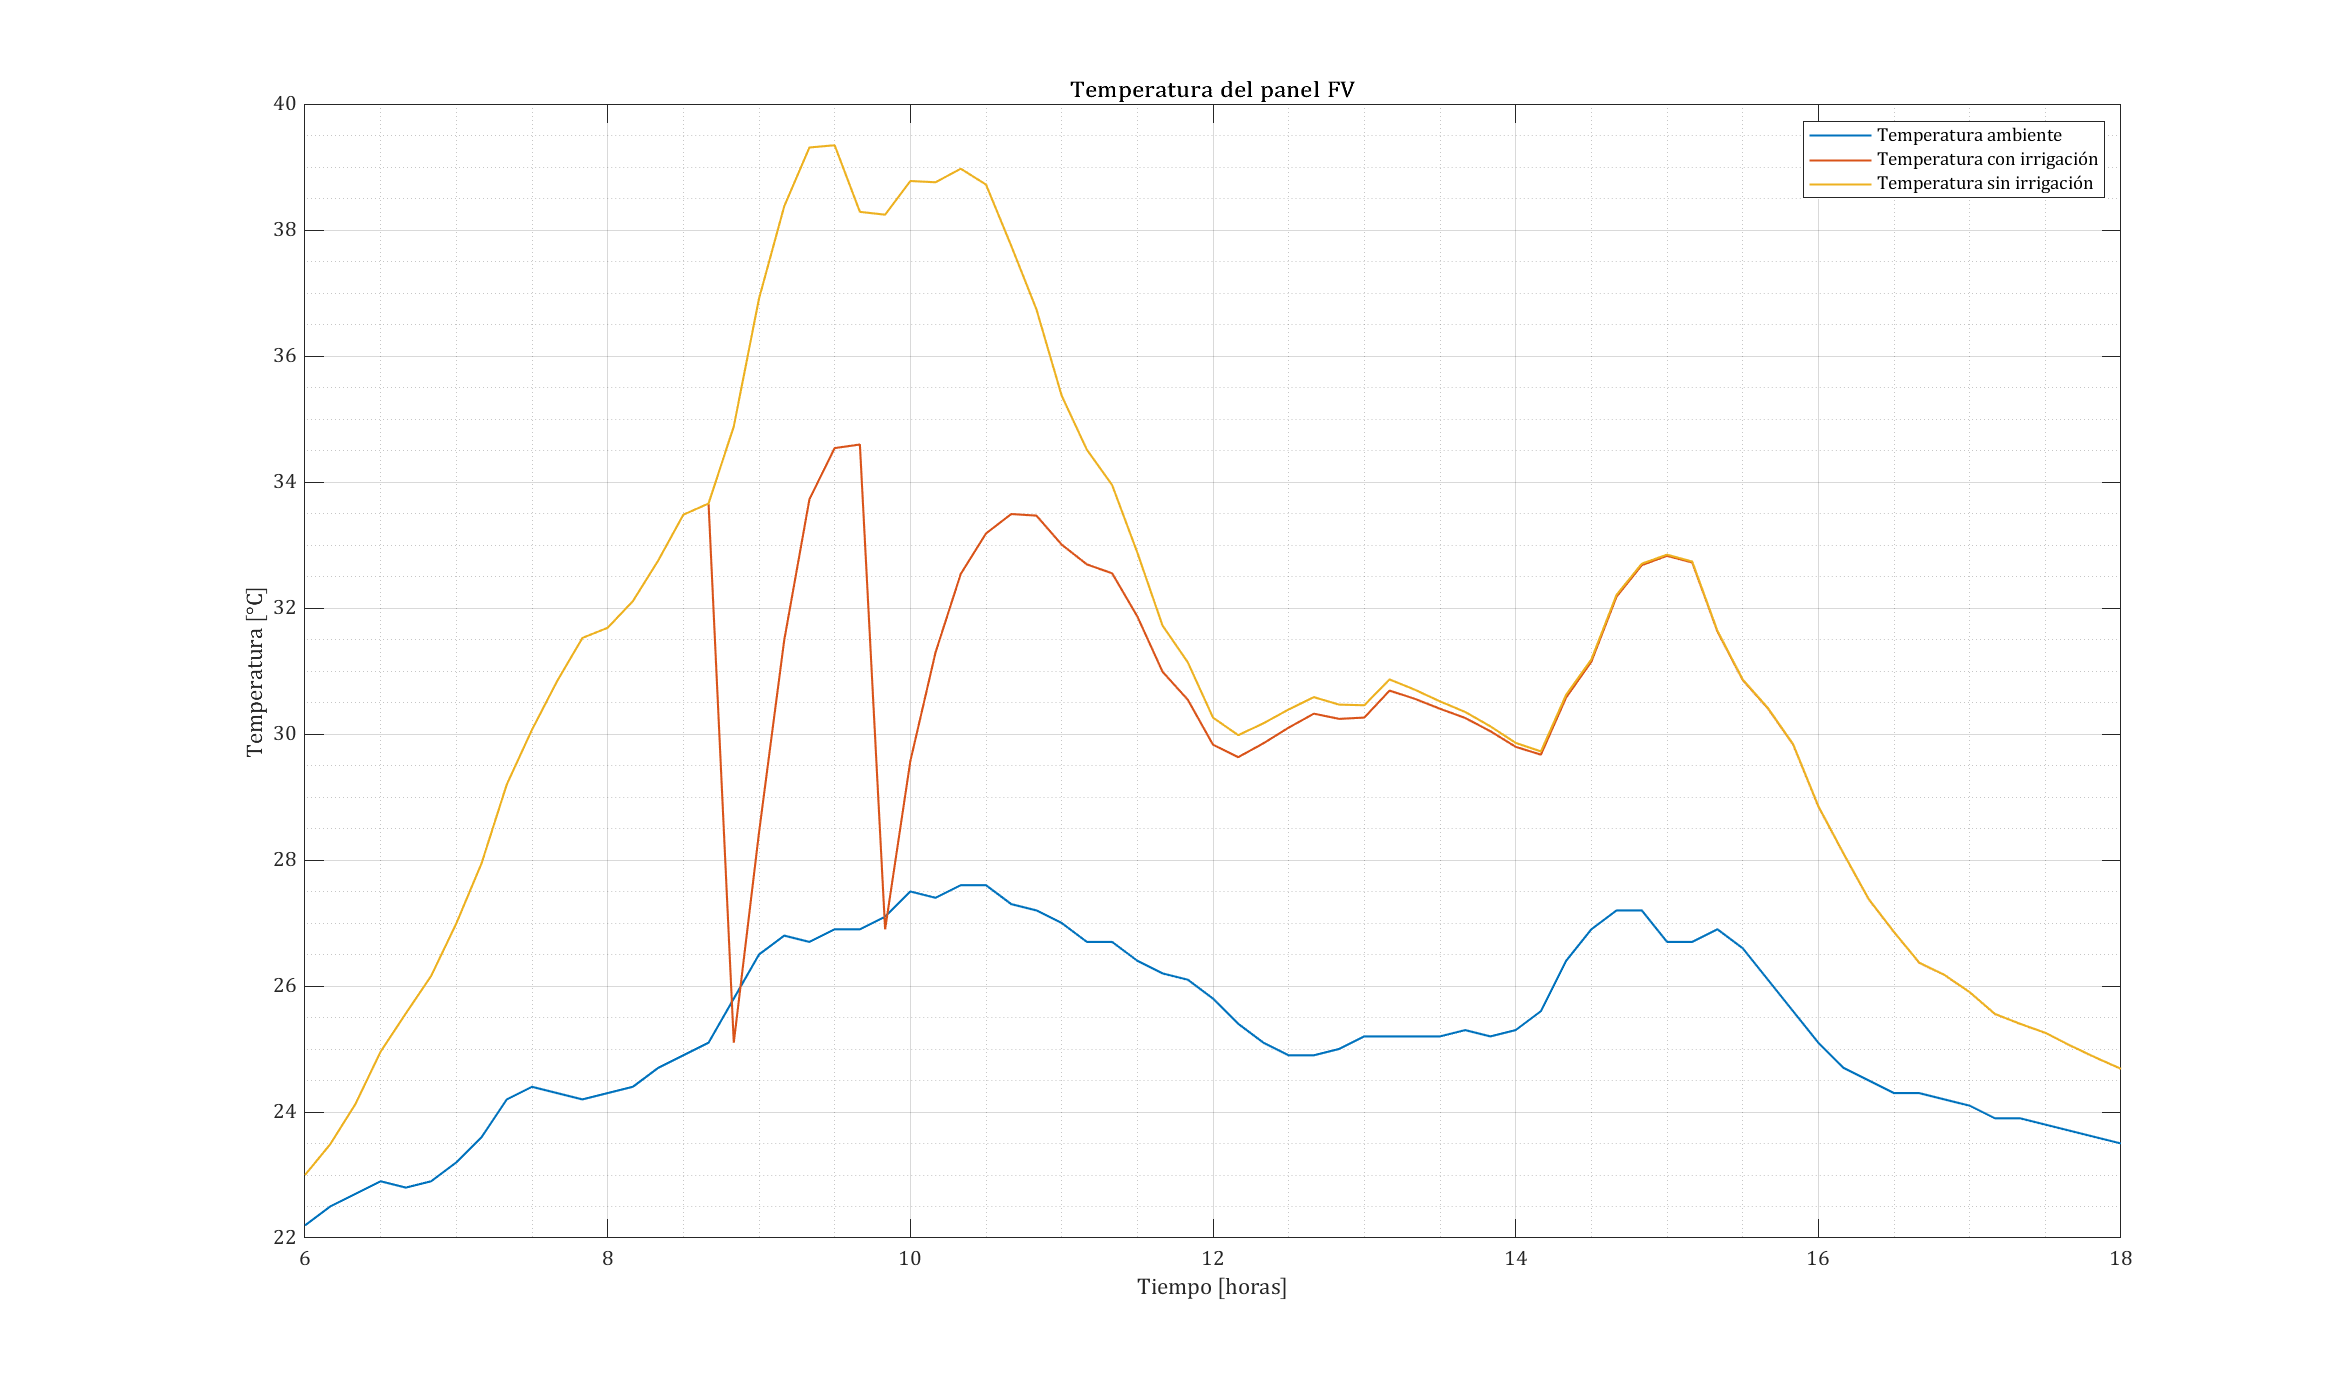 Temperatura del panel FV
40
38
36
34
32
30
28
26
24
22
Temperatura [°C]
Temperatura ambiente
Temperatura con irrigación
Temperatura sin irrigación
6 8 10 12 14 16 18
Tiempo [horas]